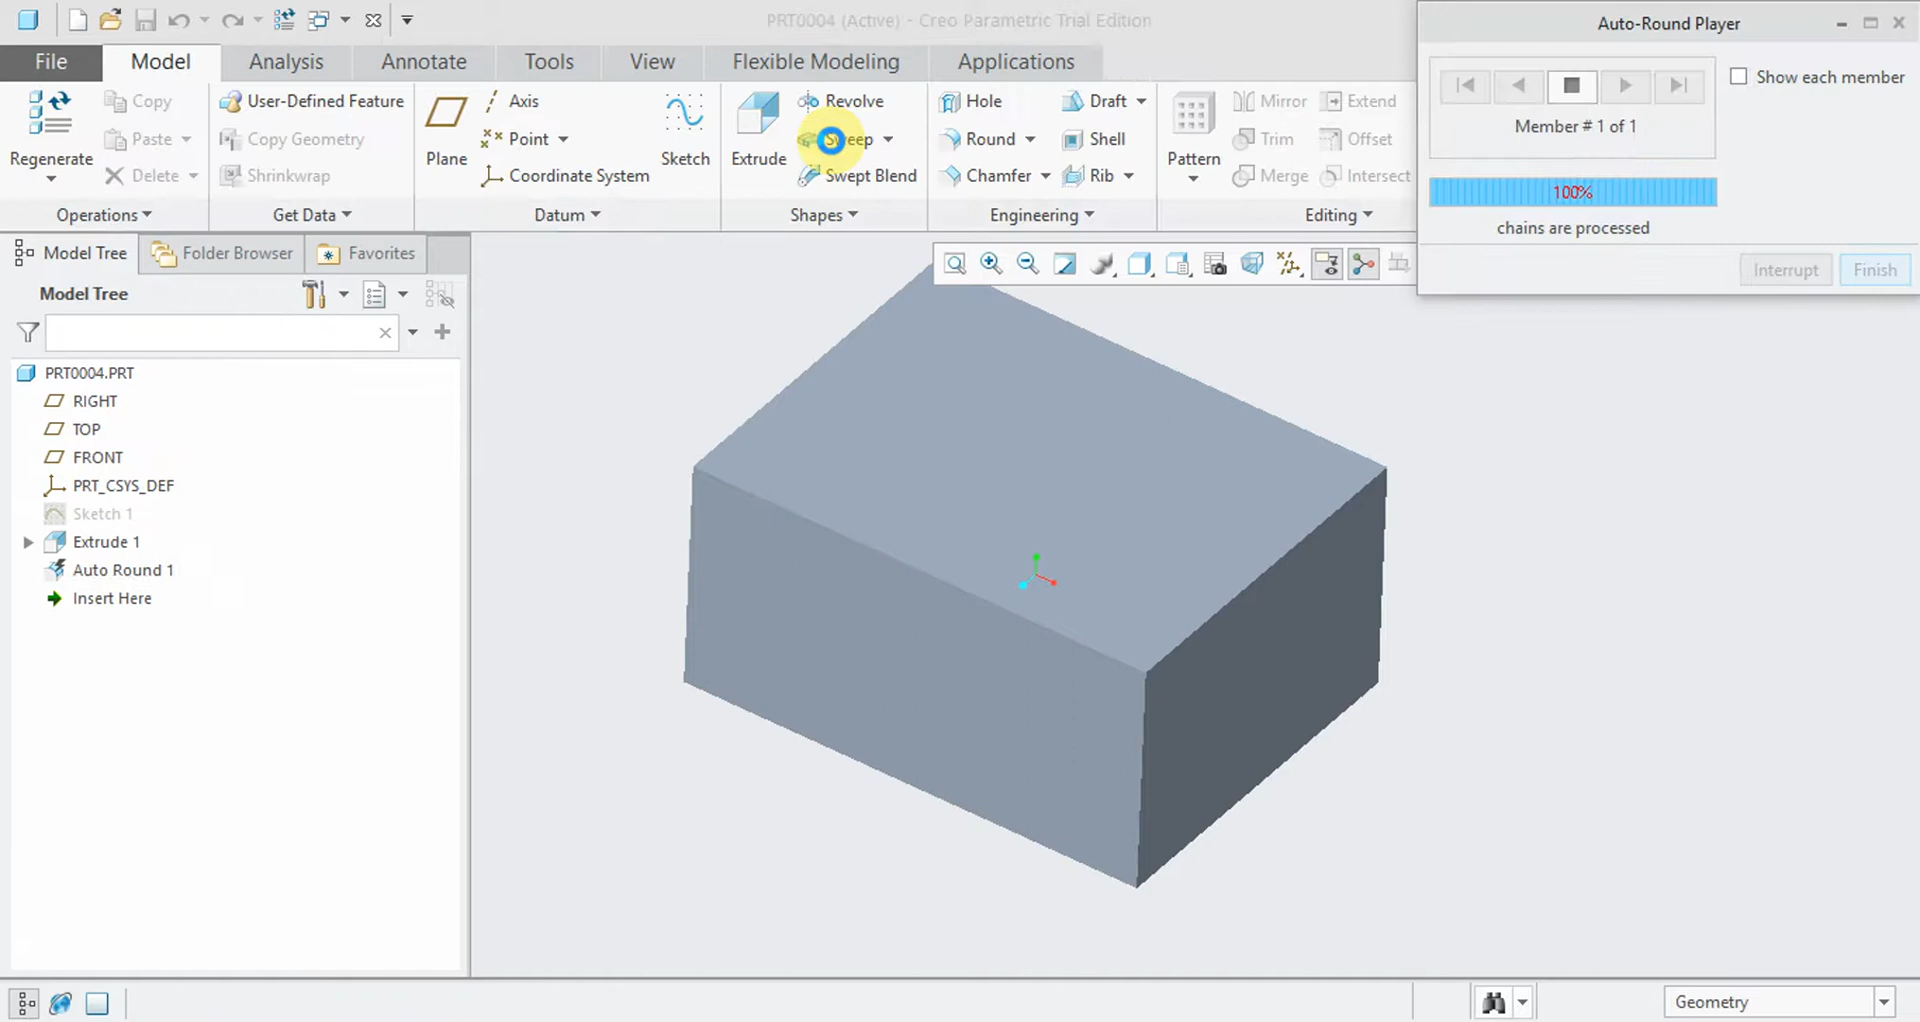 PRT0004 (Active) - Creo Parametric Trial Edition
Auto-Round Player
File
Model
Analysis
Annotate
Tools
View
Flexible Modeling
Applications
Show each member
Member # 1 of 1
100%
chains are processed
Interrupt
Finish
Regenerate
Copy
Paste
Delete
Operations
User-Defined Feature
Copy Geometry
Shrinkwrap
Get Data
Plane
Axis
Point
Coordinate System
Sketch
Datum
Extrude
Revolve
Sweep
Swept Blend
Shapes
Hole
Round
Chamfer
Draft
Shell
Rib
Engineering
Pattern
Mirror
Trim
Merge
Extend
Offset
Intersect
Editing
Model Tree
Folder Browser
Favorites
Model Tree
PRT0004.PRT
RIGHT
TOP
FRONT
PRT_CSYS_DEF
Sketch 1
Extrude 1
Auto Round 1
Insert Here
Geometry